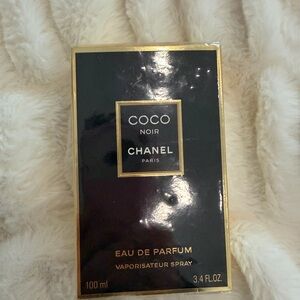 COCO
NOIR
CHANEL
PARIS
EAU DE PARFUM
VAPORISATEUR SPRAY
100 ml 3.4 FL.OZ.